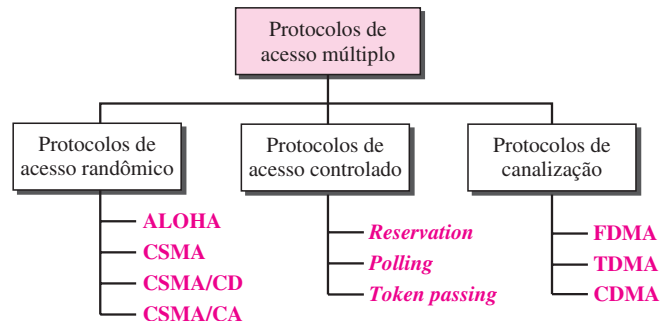 Protocolos de
acesso múltiplo
Protocolos de
acesso randômico
ALOHA
CSMA
CSMA/CD
CSMA/CA
Protocolos de
acesso controlado
Reservation
Polling
Token passing
Protocolos de
canalização
FDMA
TDMA
CDMA